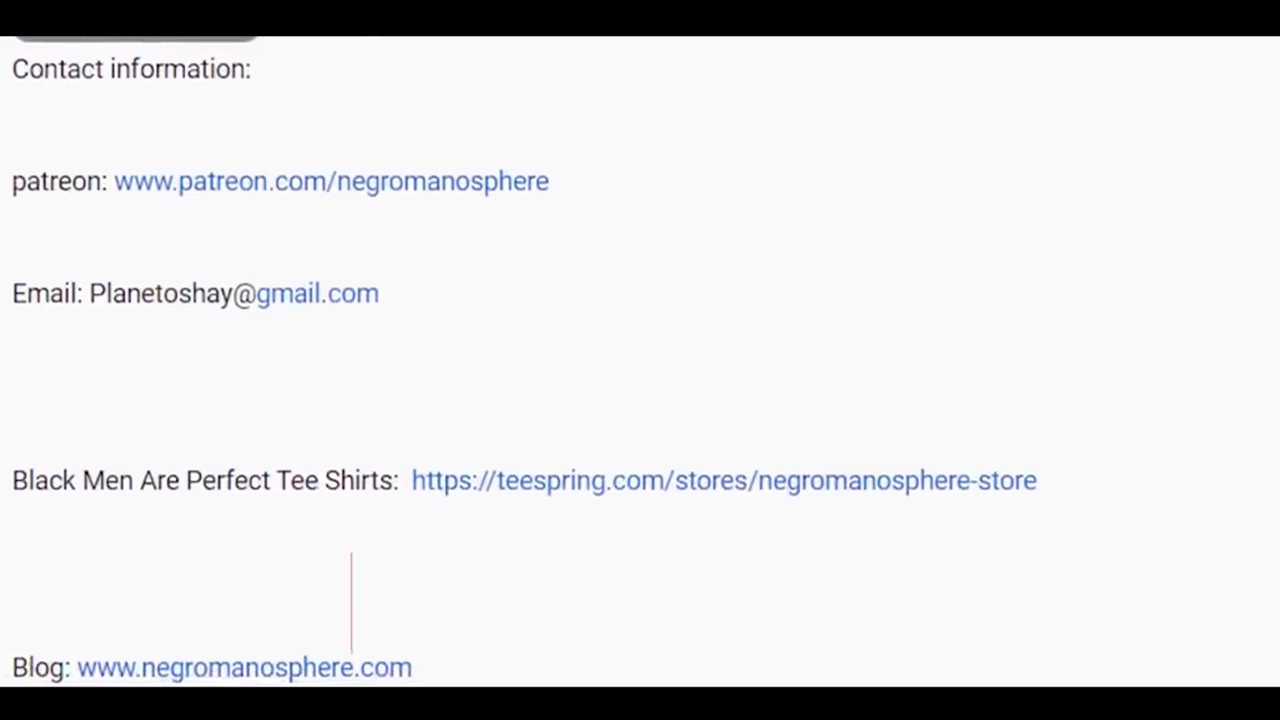 Contact information:
patreon: www.patreon.com/negromanosphere
Email: Planetoshay@gmail.com
Black Men Are Perfect Tee Shirts: https://teespring.com/stores/negromanosphere-store
Blog: www.negromanosphere.com